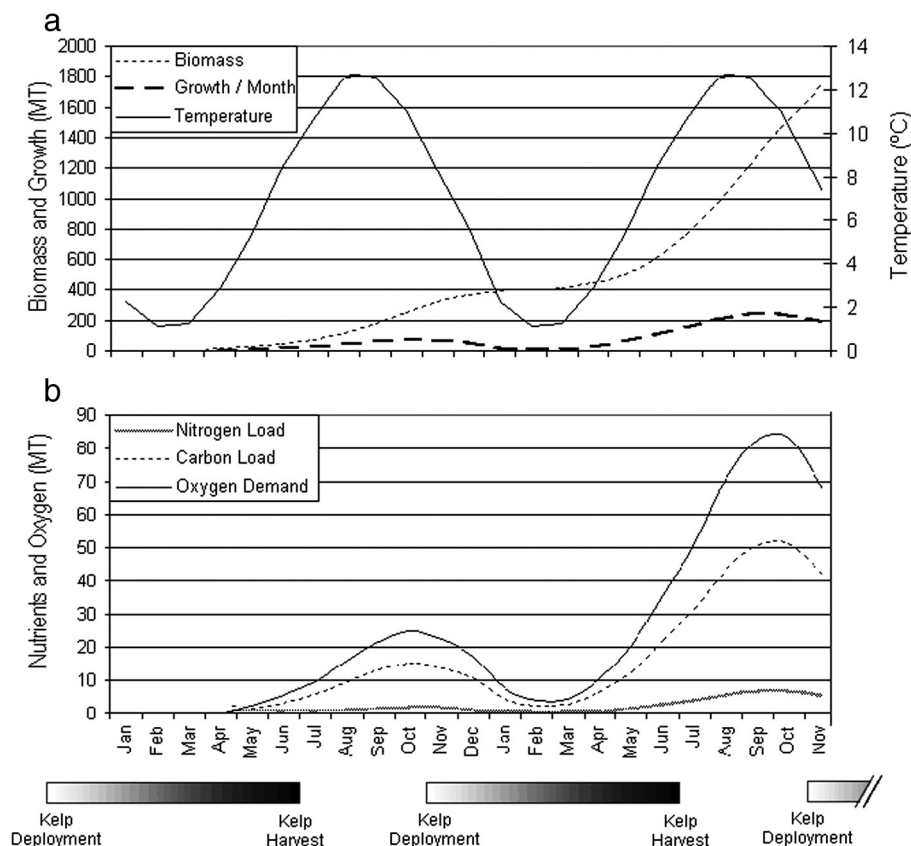 a
2000
1800
1600
1400
1200
1000
800
600
400
200
0
Biomass and Growth (MT)
Biomass
Growth / Month
Temperature
14
12
10
8
6
4
2
0
Temperature (ºC)
b
90
80
70
60
50
40
30
20
10
0
Nutrients and Oxygen (MT)
Nitrogen Load
Carbon Load
Oxygen Demand
Jan Feb Mar Apr May Jun Jul Aug Sep Oct Nov Dec Jan Feb Mar Apr May Jun Jul Aug Sep Oct Nov
Kelp
Deployment
Kelp
Harvest
Kelp
Deployment
Kelp
Harvest
Kelp
Deployment